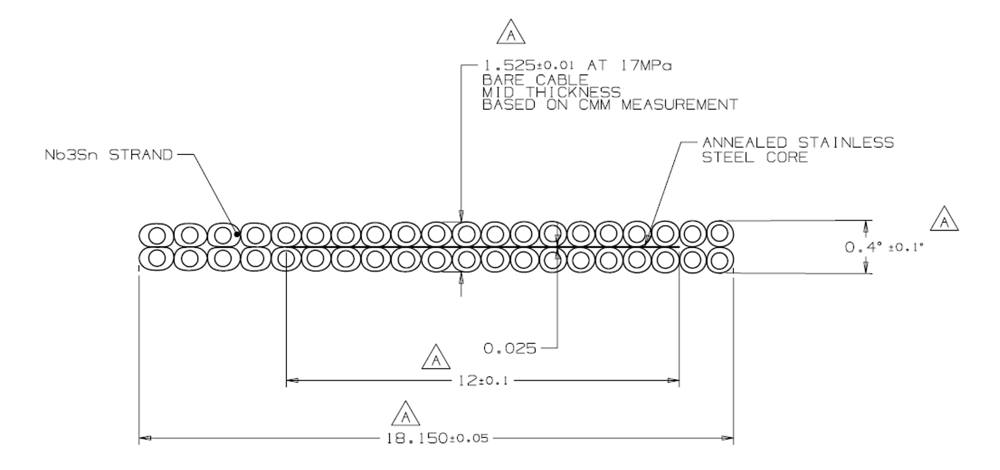 A
1.525±0.01 AT 17MPa
BARE CABLE
MID THICKNESS
BASED ON CMM MEASUREMENT
Nb3Sn STRAND
ANNEALED STAINLESS
STEEL CORE
A
0.4° ±0.1°
0.025
A
12±0.1
A
18.150±0.05